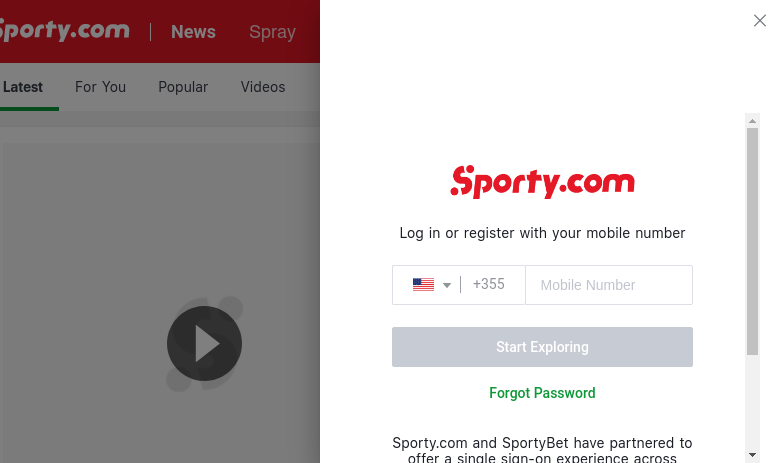 Sporty.com
News
Spray
Latest
For You
Popular
Videos
Sporty.com
Log in or register with your mobile number
+355
Mobile Number
Start Exploring
Forgot Password
Sporty.com and SportyBet have partnered to
offer a single sign-on experience across